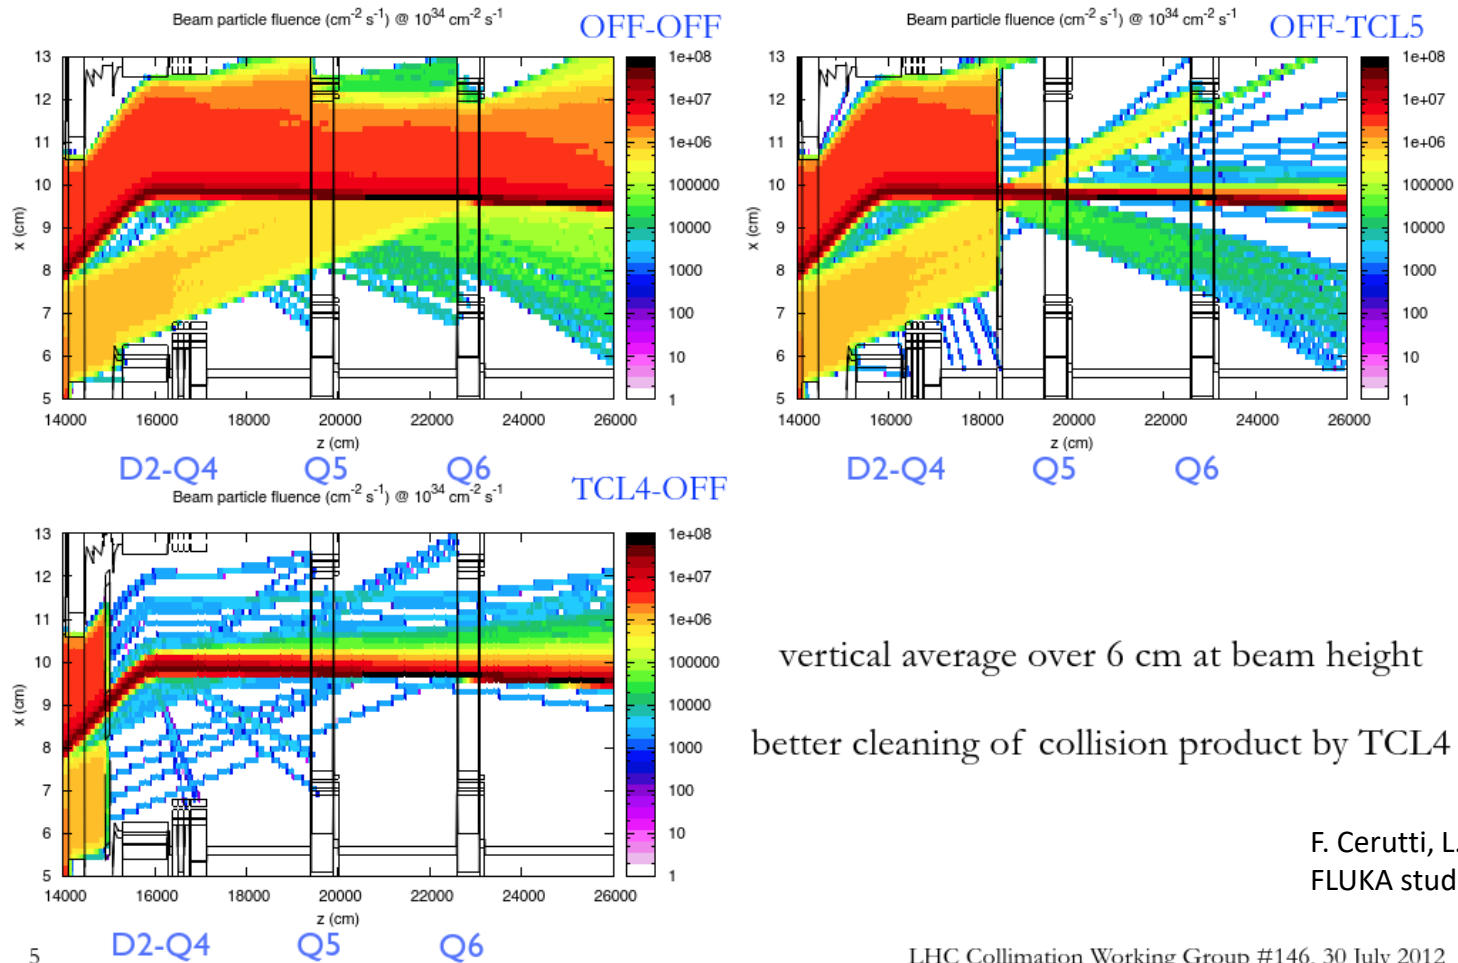 Beam particle fluence (cm-2 s-1) @ 10^34 cm-2 s-1
OFF-OFF
13
12
11
10
9
8
7
6
5
x (cm)
14000 16000 18000 20000 22000 24000 26000
z (cm)
1e+08
1e+07
1e+06
100000
10000
1000
100
10
1
D2-Q4 Q5 Q6
Beam particle fluence (cm-2 s-1) @ 10^34 cm-2 s-1
OFF-TCL5
13
12
11
10
9
8
7
6
5
x (cm)
14000 16000 18000 20000 22000 24000 26000
z (cm)
1e+08
1e+07
1e+06
100000
10000
1000
100
10
1
D2-Q4 Q5 Q6
Beam particle fluence (cm-2 s-1) @ 10^34 cm-2 s-1
TCL4-OFF
13
12
11
10
9
8
7
6
5
x (cm)
14000 16000 18000 20000 22000 24000 26000
z (cm)
1e+08
1e+07
1e+06
100000
10000
1000
100
10
1
D2-Q4 Q5 Q6
vertical average over 6 cm at beam height
better cleaning of collision product by TCL4
F. Cerutti, L.
FLUKA stud
5
LHC Collimation Working Group #146, 30 July 2012